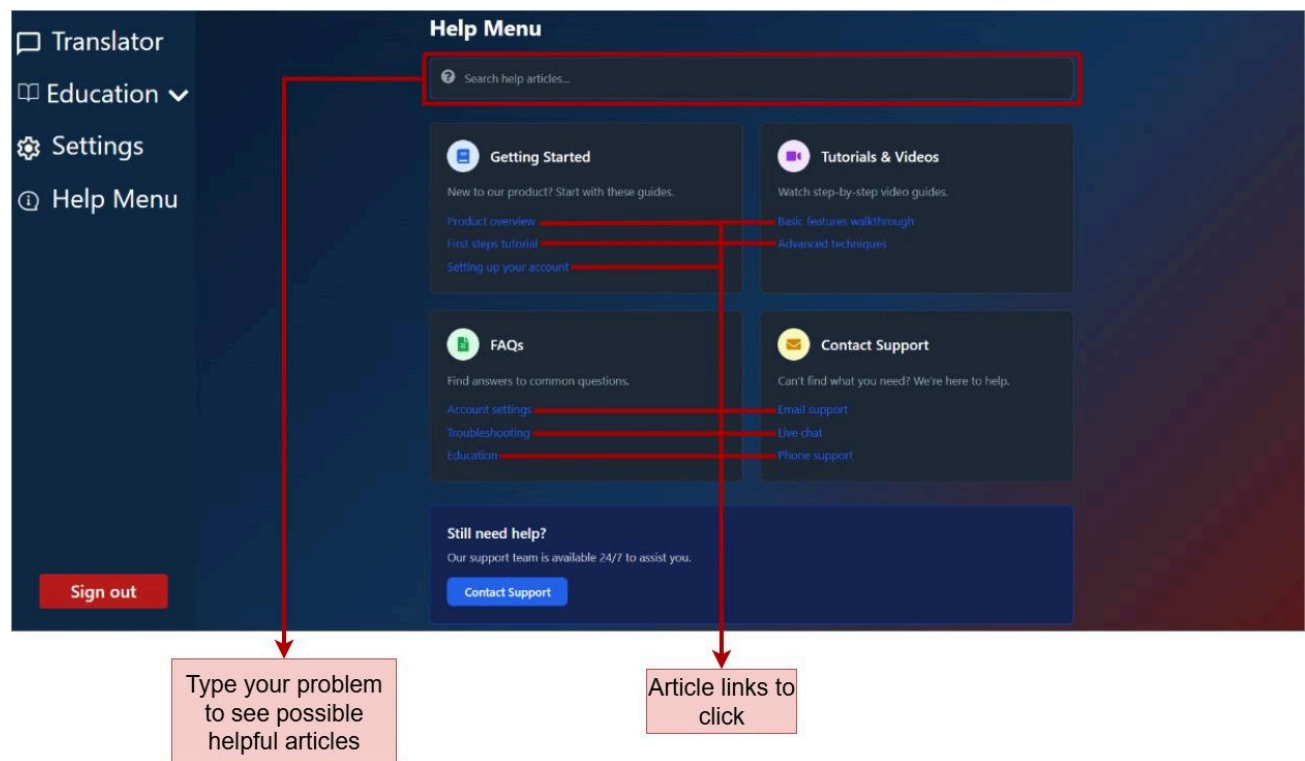 Translator
Education
Settings
Help Menu
Sign out
Help Menu
Search help articles...
Getting Started
New to our product? Start with these guides.
Product overview
First steps tutorial
Setting up your account
Tutorials & Videos
Watch step-by-step video guides.
Basic features walkthrough
Advanced techniques
FAQs
Find answers to common questions.
Account settings
Troubleshooting
Education
Contact Support
Can't find what you need? We're here to help.
Email support
Live chat
Phone support
Still need help?
Our support team is available 24/7 to assist you.
Contact Support
Type your problem
to see possible
helpful articles
Article links to
click